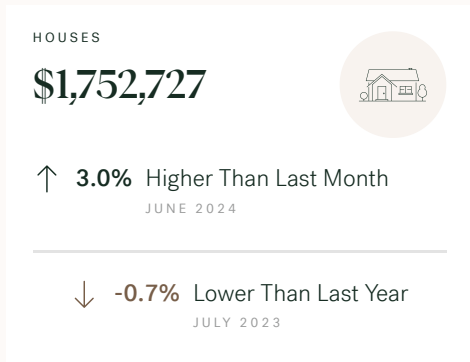 HOUSES
$1,752,727
3.0% Higher Than Last Month
JUNE 2024
-0.7% Lower Than Last Year
JULY 2023